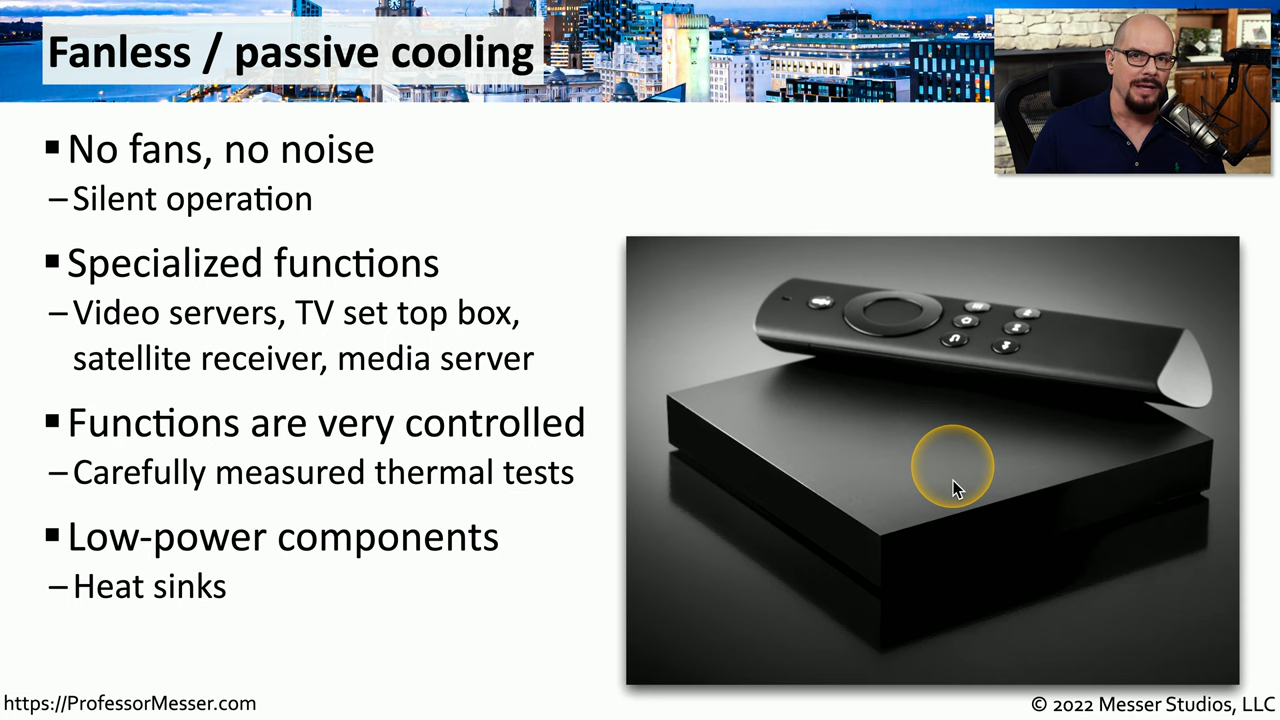 Fanless / passive cooling
▪ No fans, no noise
– Silent operation
▪ Specialized functions
– Video servers, TV set top box,
satellite receiver, media server
▪ Functions are very controlled
– Carefully measured thermal tests
▪ Low-power components
– Heat sinks
https://ProfessorMesser.com
© 2022 Messer Studios, LLC